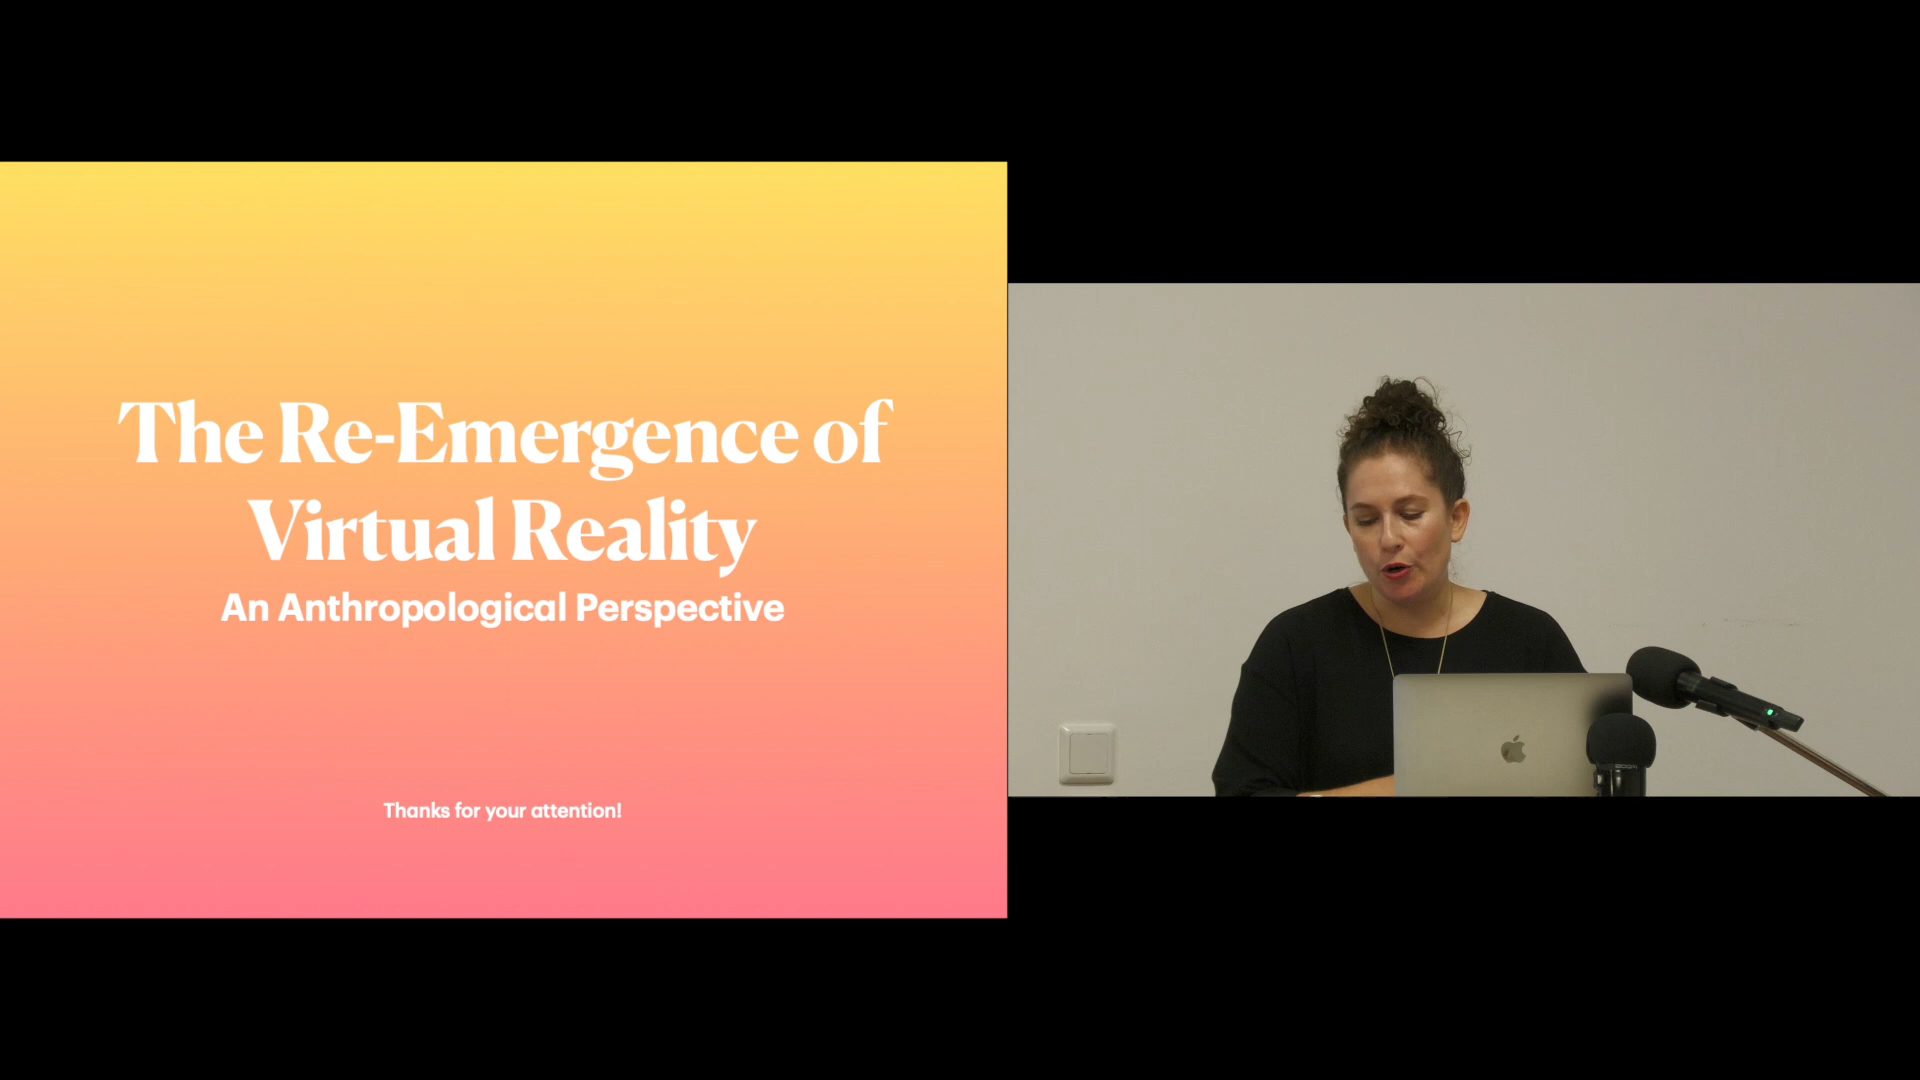 The Re-Emergence of
Virtual Reality
An Anthropological Perspective
Thanks for your attention!